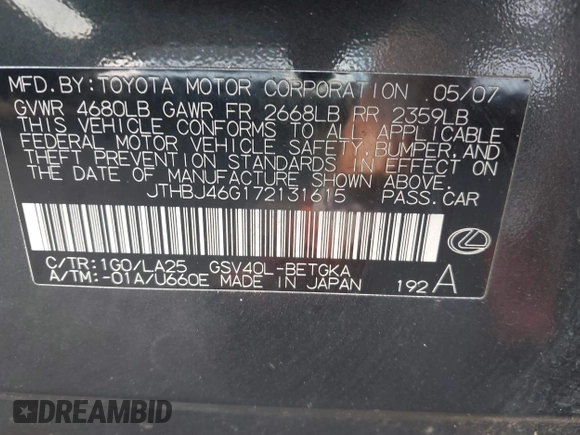 MFD.BY:TOYOTA MOTOR CORPORATION 05/07
GVWR 4680LB GAWR FR 2668LB RR 2359LB
THIS VEHICLE CONFORMS TO ALL APPLICABLE
FEDERAL MOTOR VEHICLE SAFETY,BUMPER,AND
THEFT PREVENTION STANDARDS IN EFFECT ON
THE DATE OF MANUFACTURE SHOWN ABOVE.
JTHBJ46G172131615 PASS.CAR
C/TR:1G0/LA25 GSV40L-BETGKA
A/TM:-01A/U660E MADE IN JAPAN 192A
DREAMBID